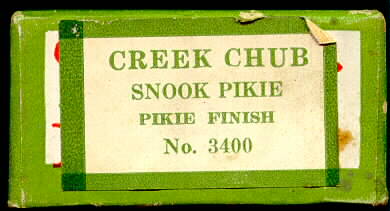 CREEK CHUB
SNOOK PIKIE
PIKIE FINISH
No. 3400